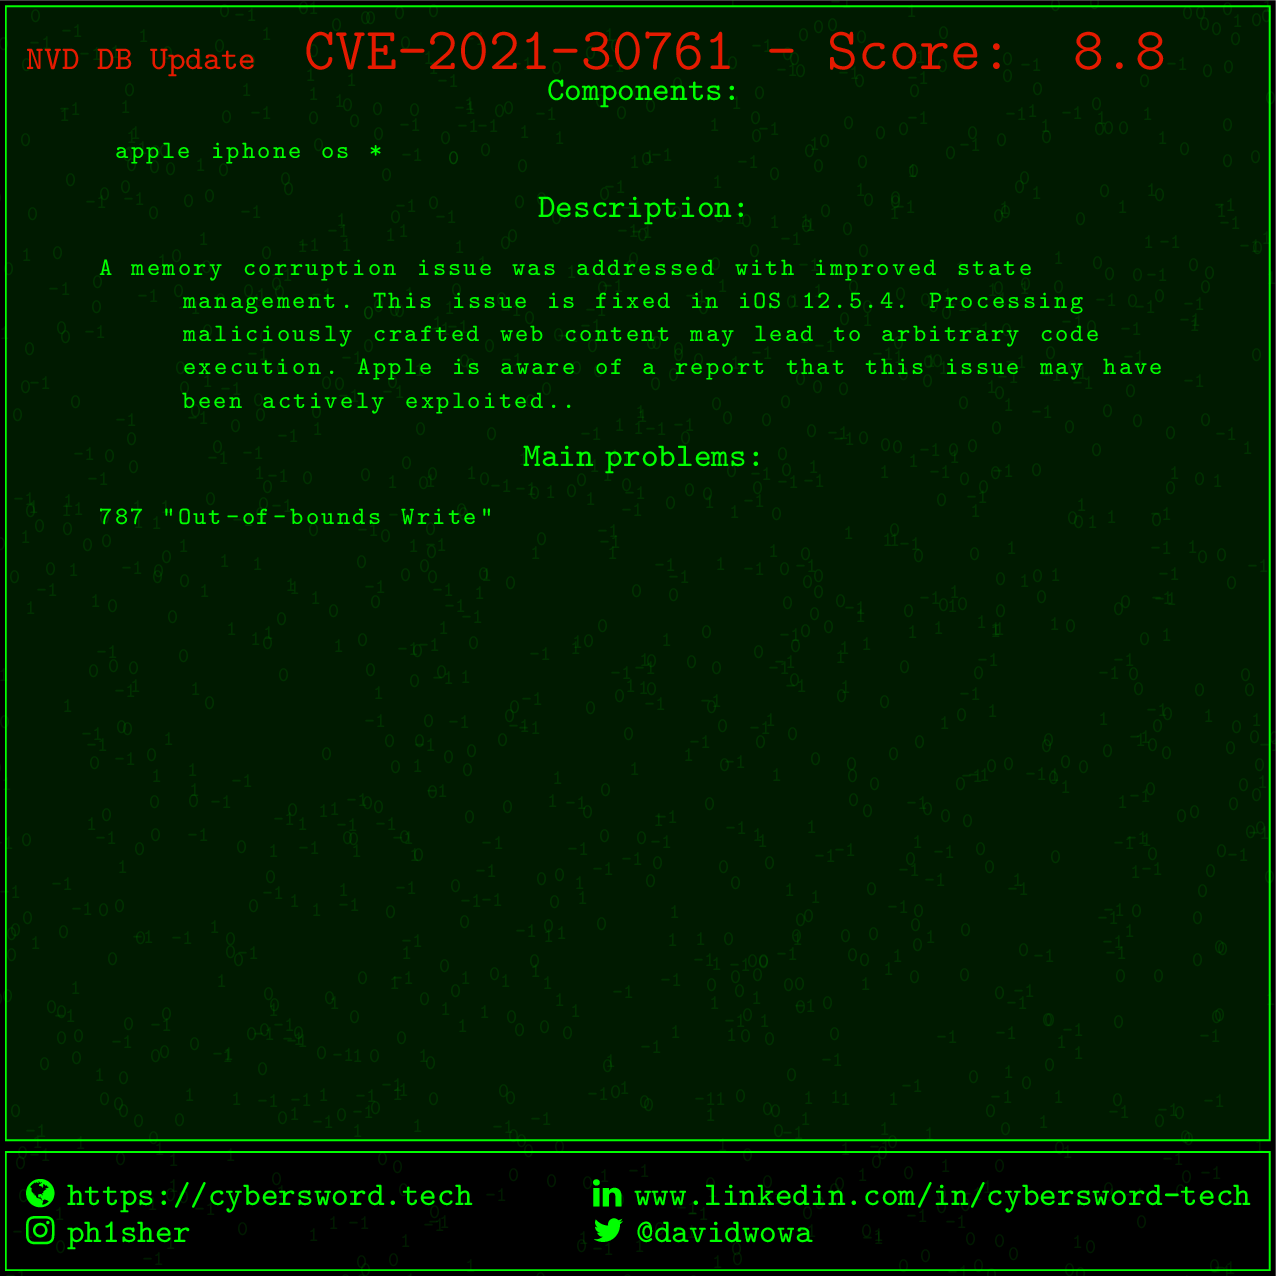 NVD DB Update CVE-2021-30761 - Score: 8.8
Components:
apple iphone os *
Description:
A memory corruption issue was addressed with improved state
management. This issue is fixed in iOS 12.5.4. Processing
maliciously crafted web content may lead to arbitrary code
execution. Apple is aware of a report that this issue may have
been actively exploited..
Main problems:
787 "Out-of-bounds Write"
https://cybersword.tech
www.linkedin.com/in/cybersword-tech
ph1sher
@davidwowa